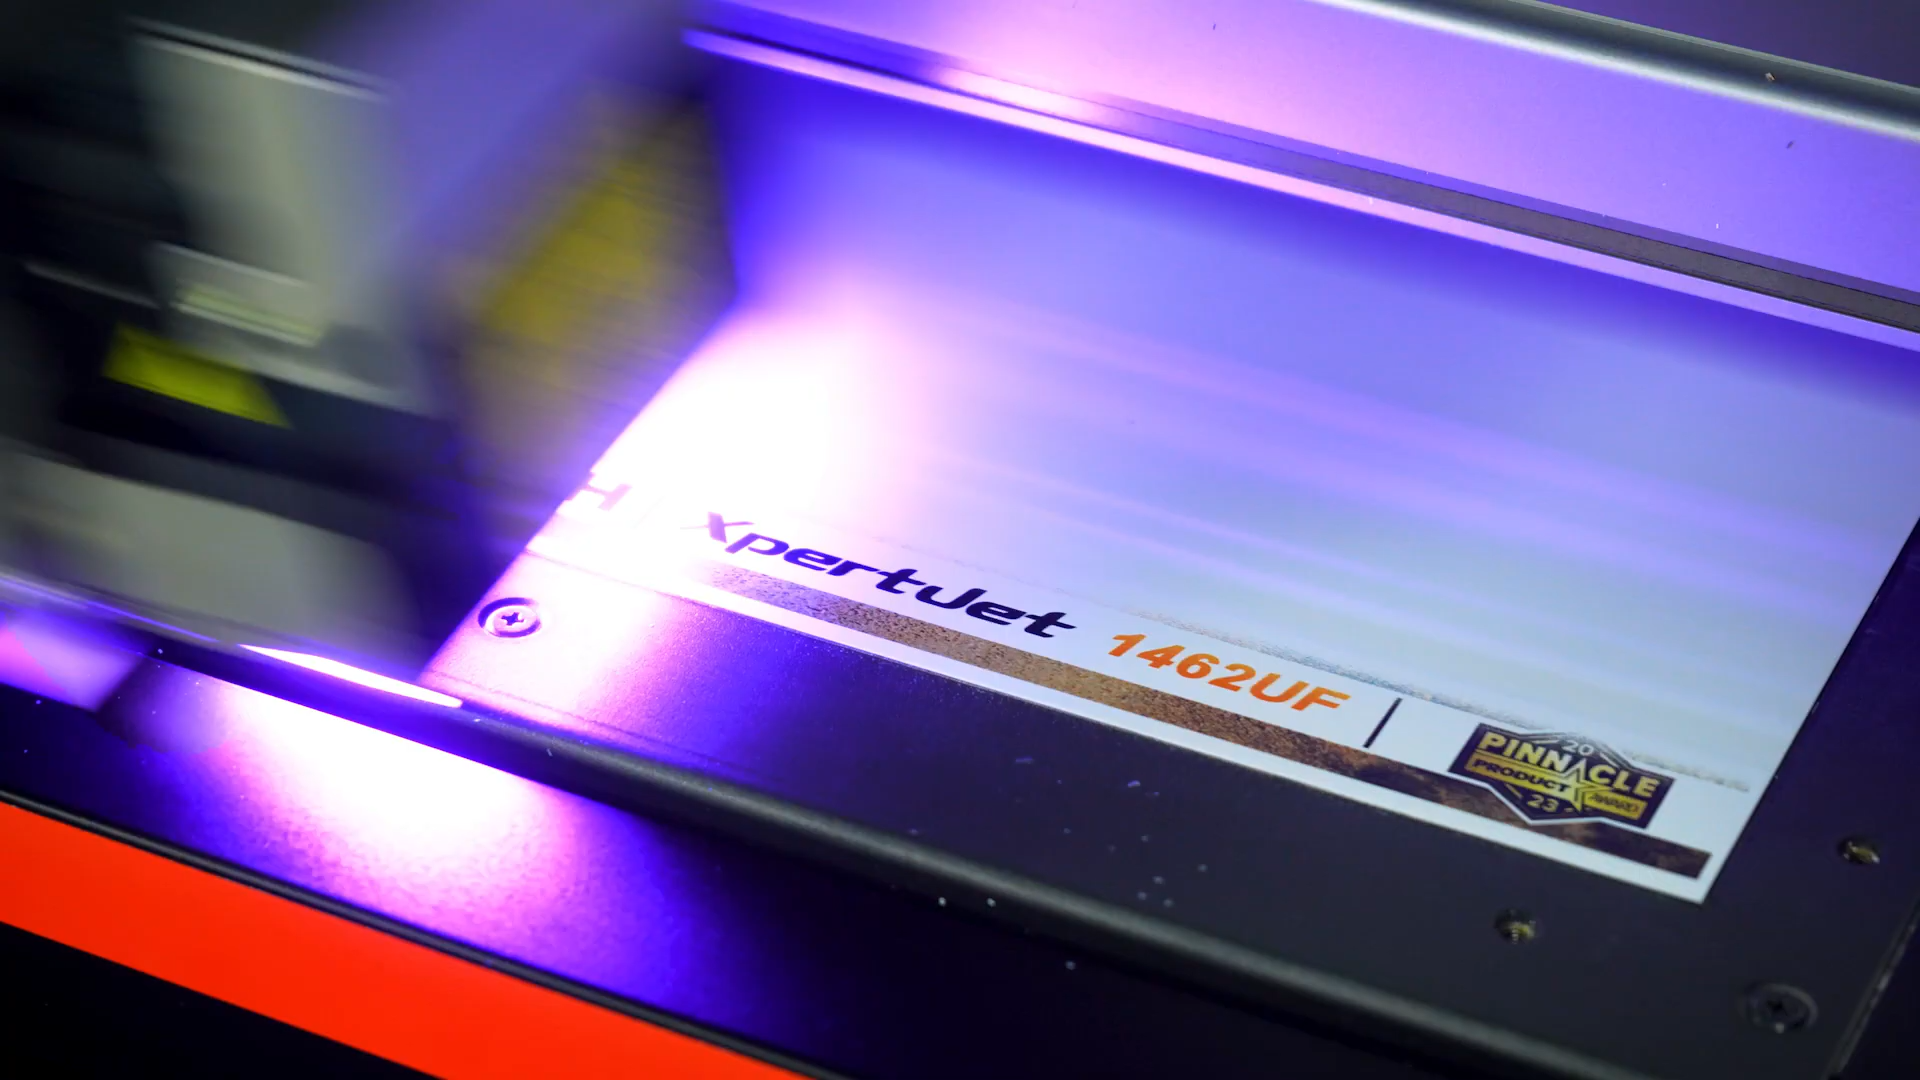 H | XpertJet 1462UF |
20
PINNACLE
PRODUCT AWARD
23